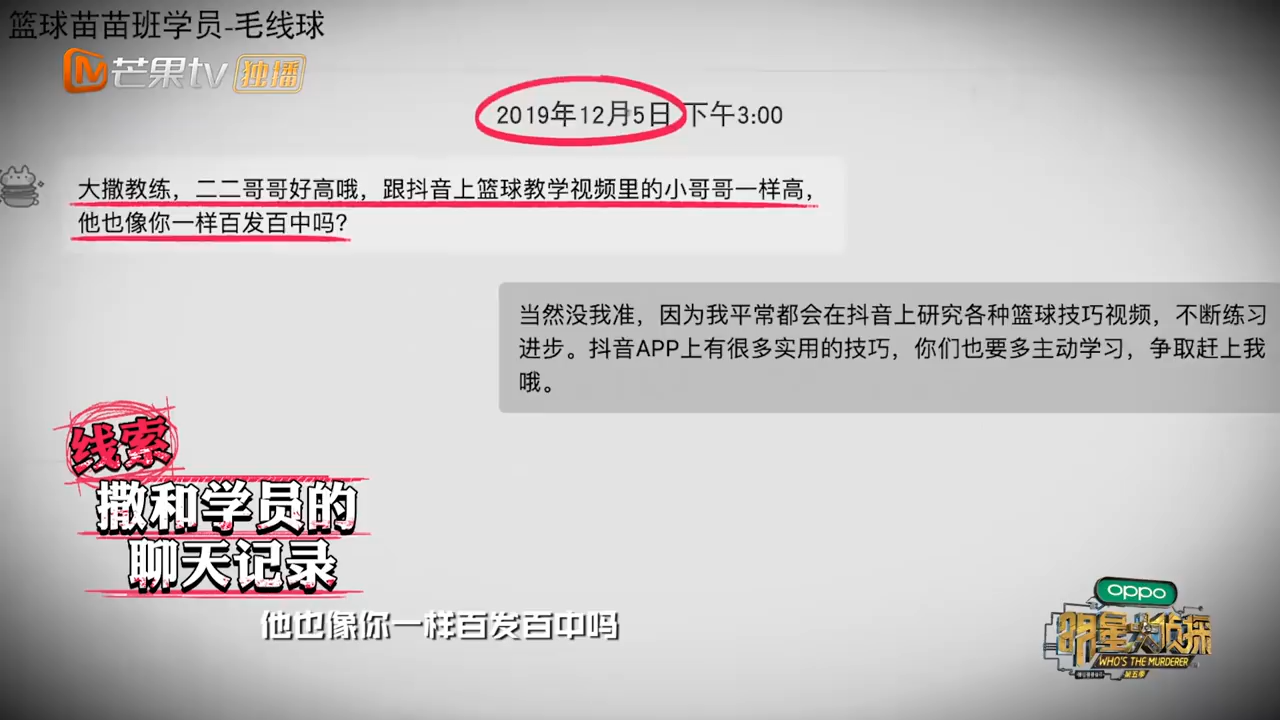 篮球苗苗班学员-毛线球
芒果tv 独播
2019年12月5日 下午3:00
大撒教练，二二哥哥好高哦，跟抖音上篮球教学视频里的小哥哥一样高，
他也像你一样百发百中吗？
当然没我准，因为我平常都会在抖音上研究各种篮球技巧视频，不断练习
进步。抖音APP上有很多实用的技巧，你们也要多主动学习，争取赶上我
哦。
线索
撒和学员的
聊天记录
他也像你一样百发百中吗
oppo
明星大侦探
WHO'S THE MURDERER
第五季